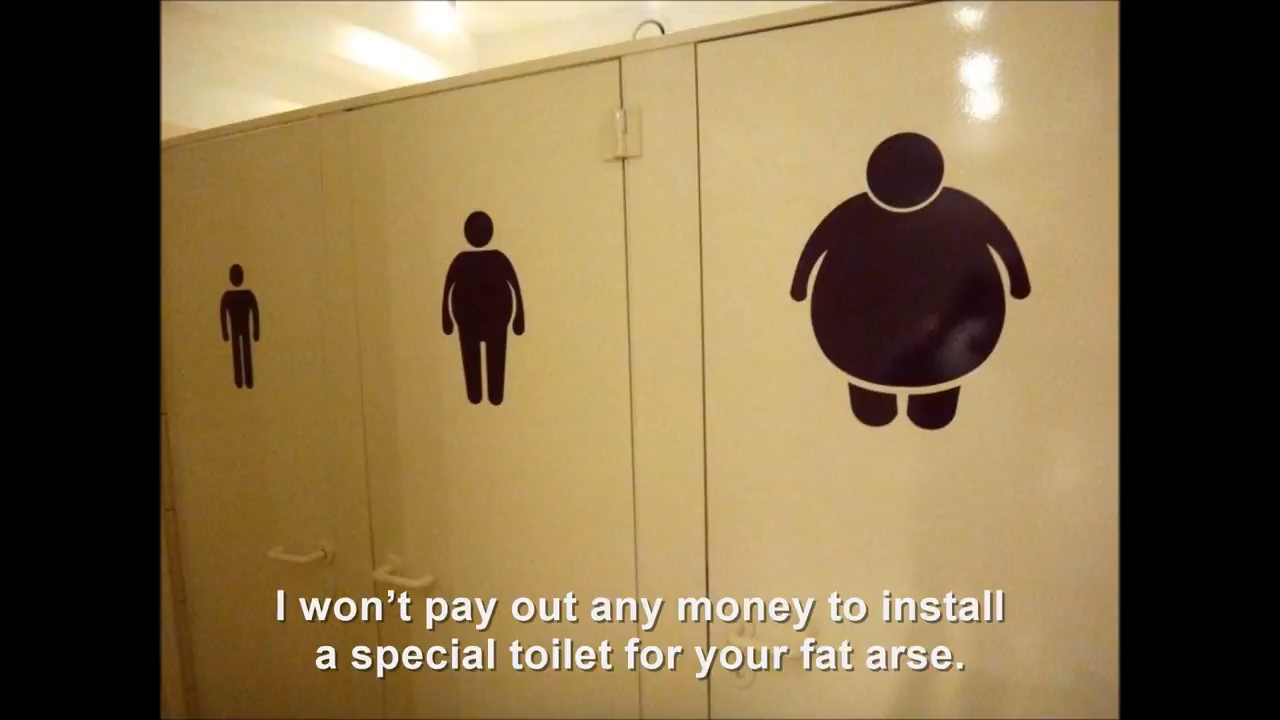 I won’t pay out any money to install
a special toilet for your fat arse.